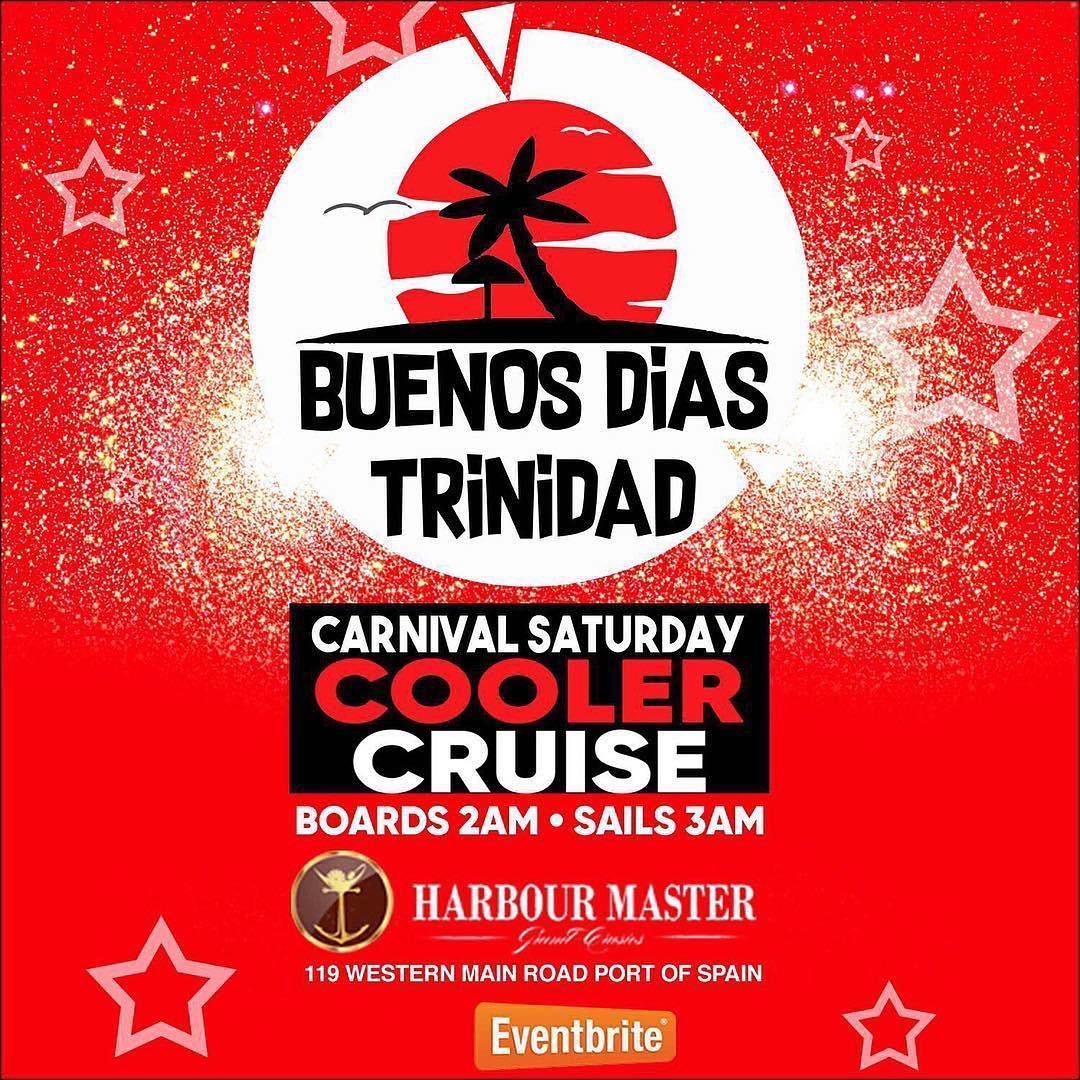 BUENOS DiAS
TRiNiDAD
CARNIVAL SATURDAY
COOLER
CRUISE
BOARDS 2AM • SAILS 3AM
HARBOUR MASTER
119 WESTERN MAIN ROAD PORT OF SPAIN
Eventbrite®